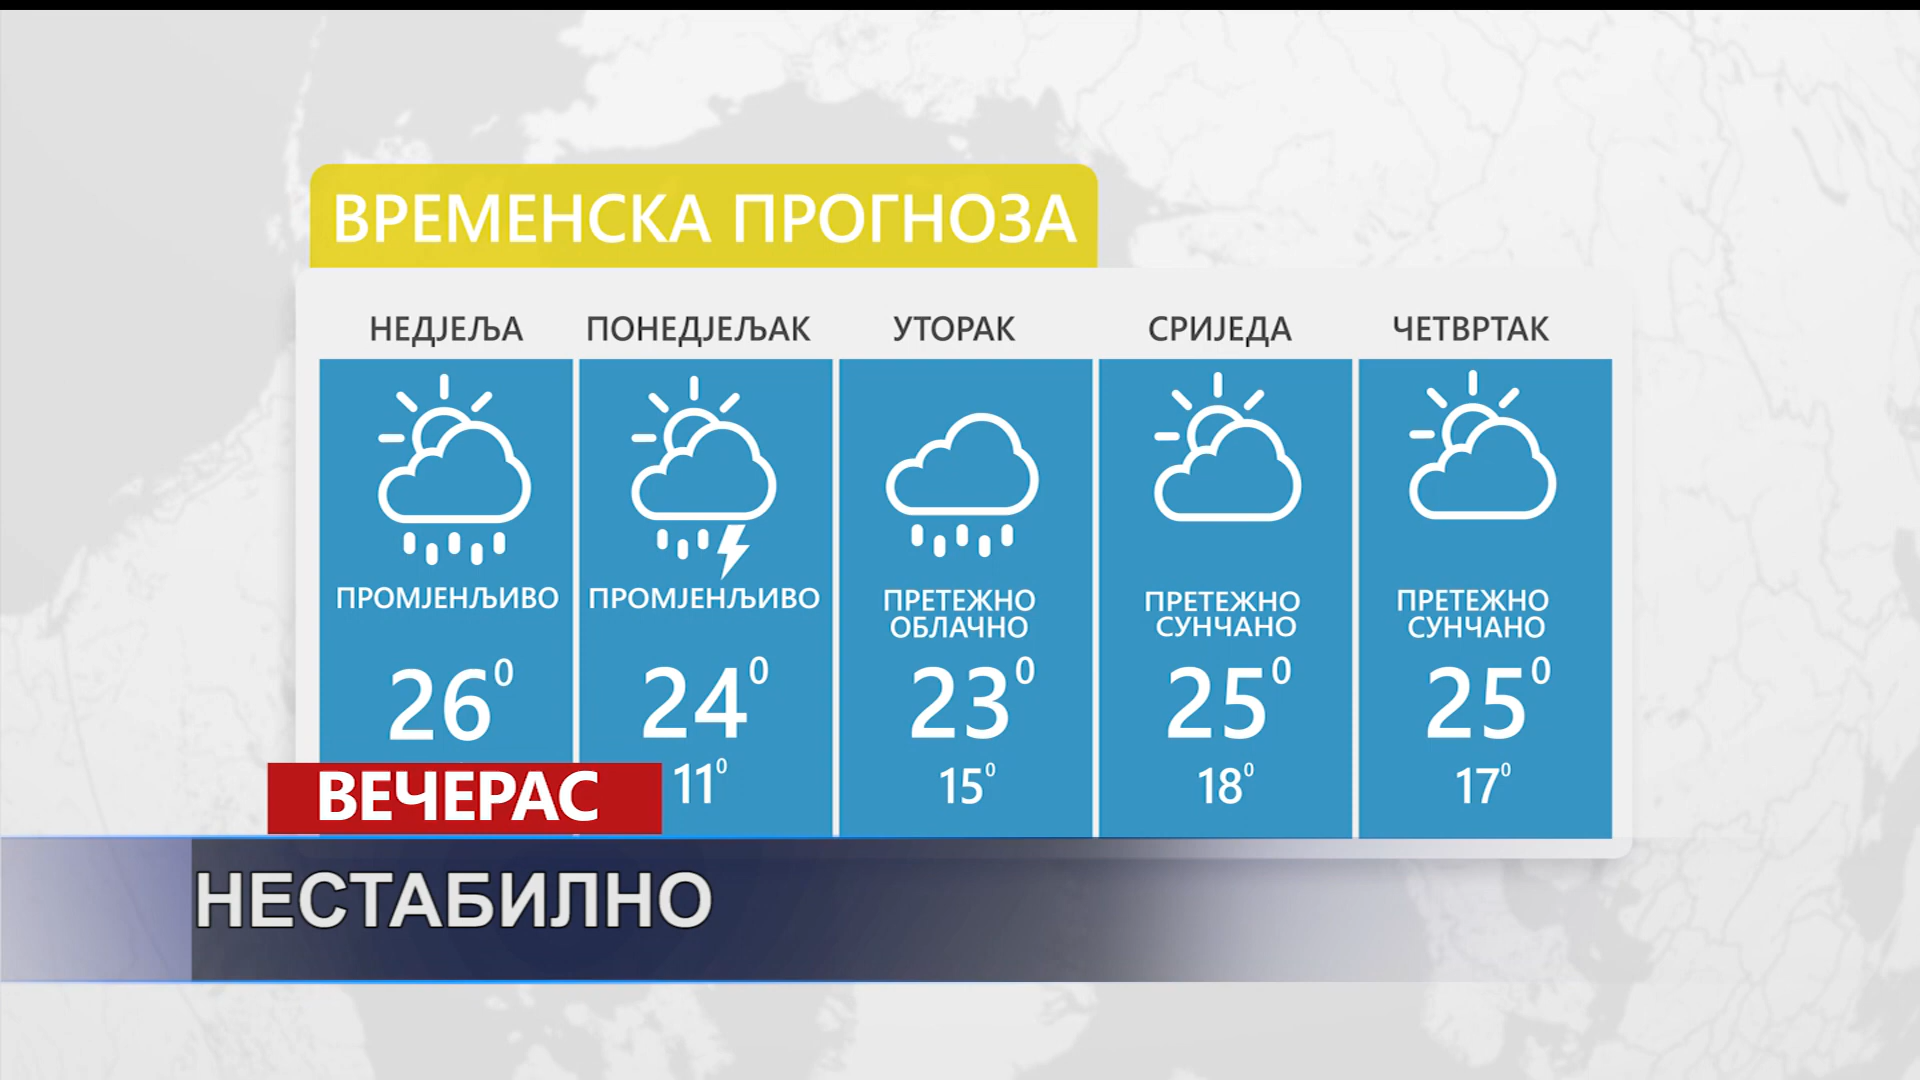 ВРЕМЕНСКА ПРОГНОЗА
НЕДЈЕЉА
ПРОМЈЕНЉИВО
26⁰
ПОНЕДЈЕЉАК
ПРОМЈЕНЉИВО
24⁰
11⁰
УТОРАК
ПРЕТЕЖНО
ОБЛАЧНО
23⁰
15⁰
СРИЈЕДА
ПРЕТЕЖНО
СУНЧАНО
25⁰
18⁰
ЧЕТВРТАК
ПРЕТЕЖНО
СУНЧАНО
25⁰
17⁰
ВЕЧЕРАС
НЕСТАБИЛНО